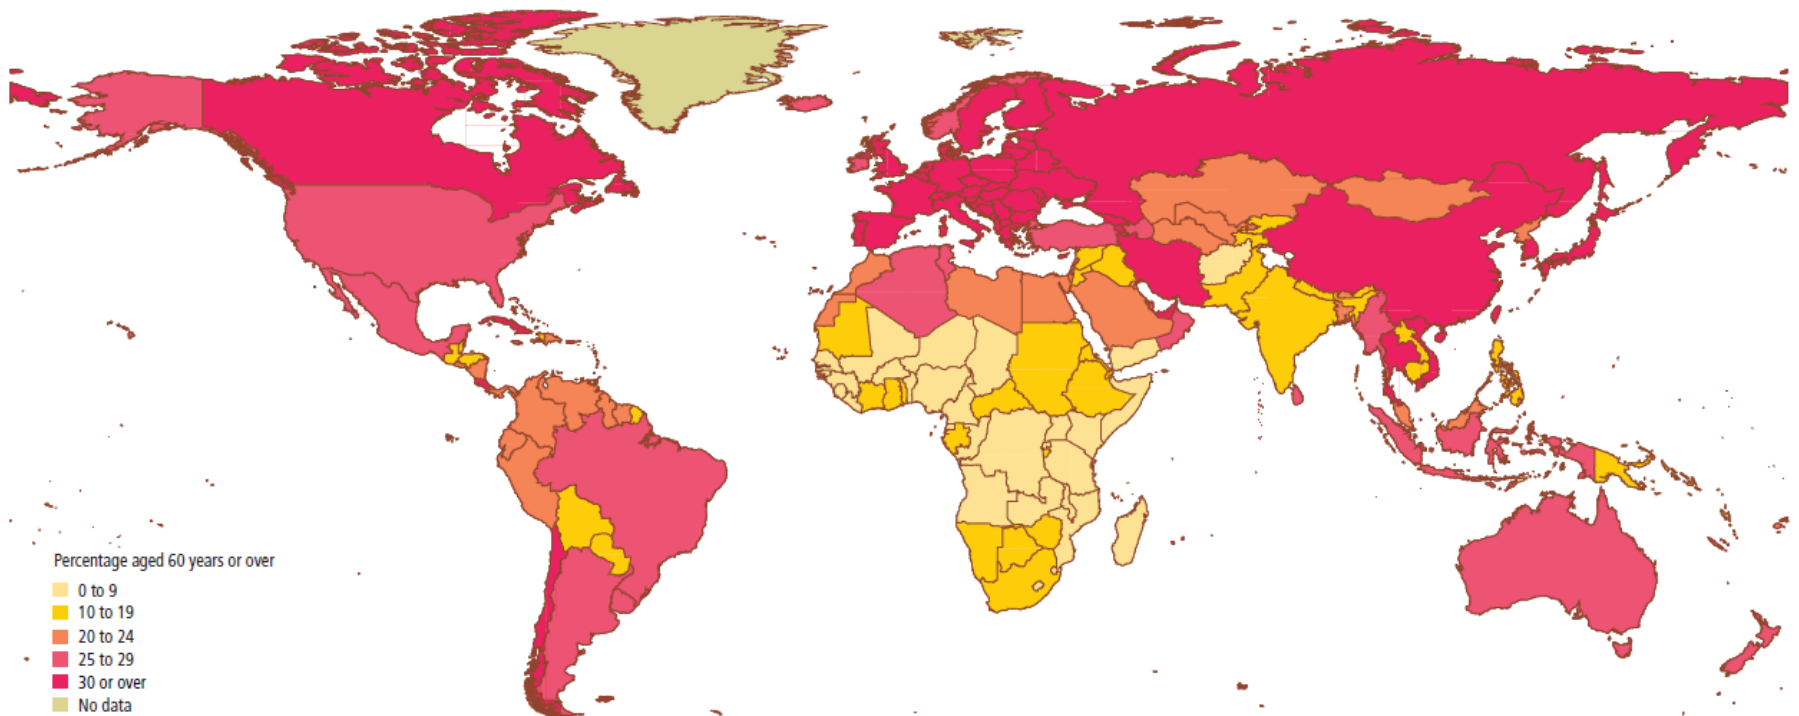 Percentage aged 60 years or over
0 to 9
10 to 19
20 to 24
25 to 29
30 or over
No data